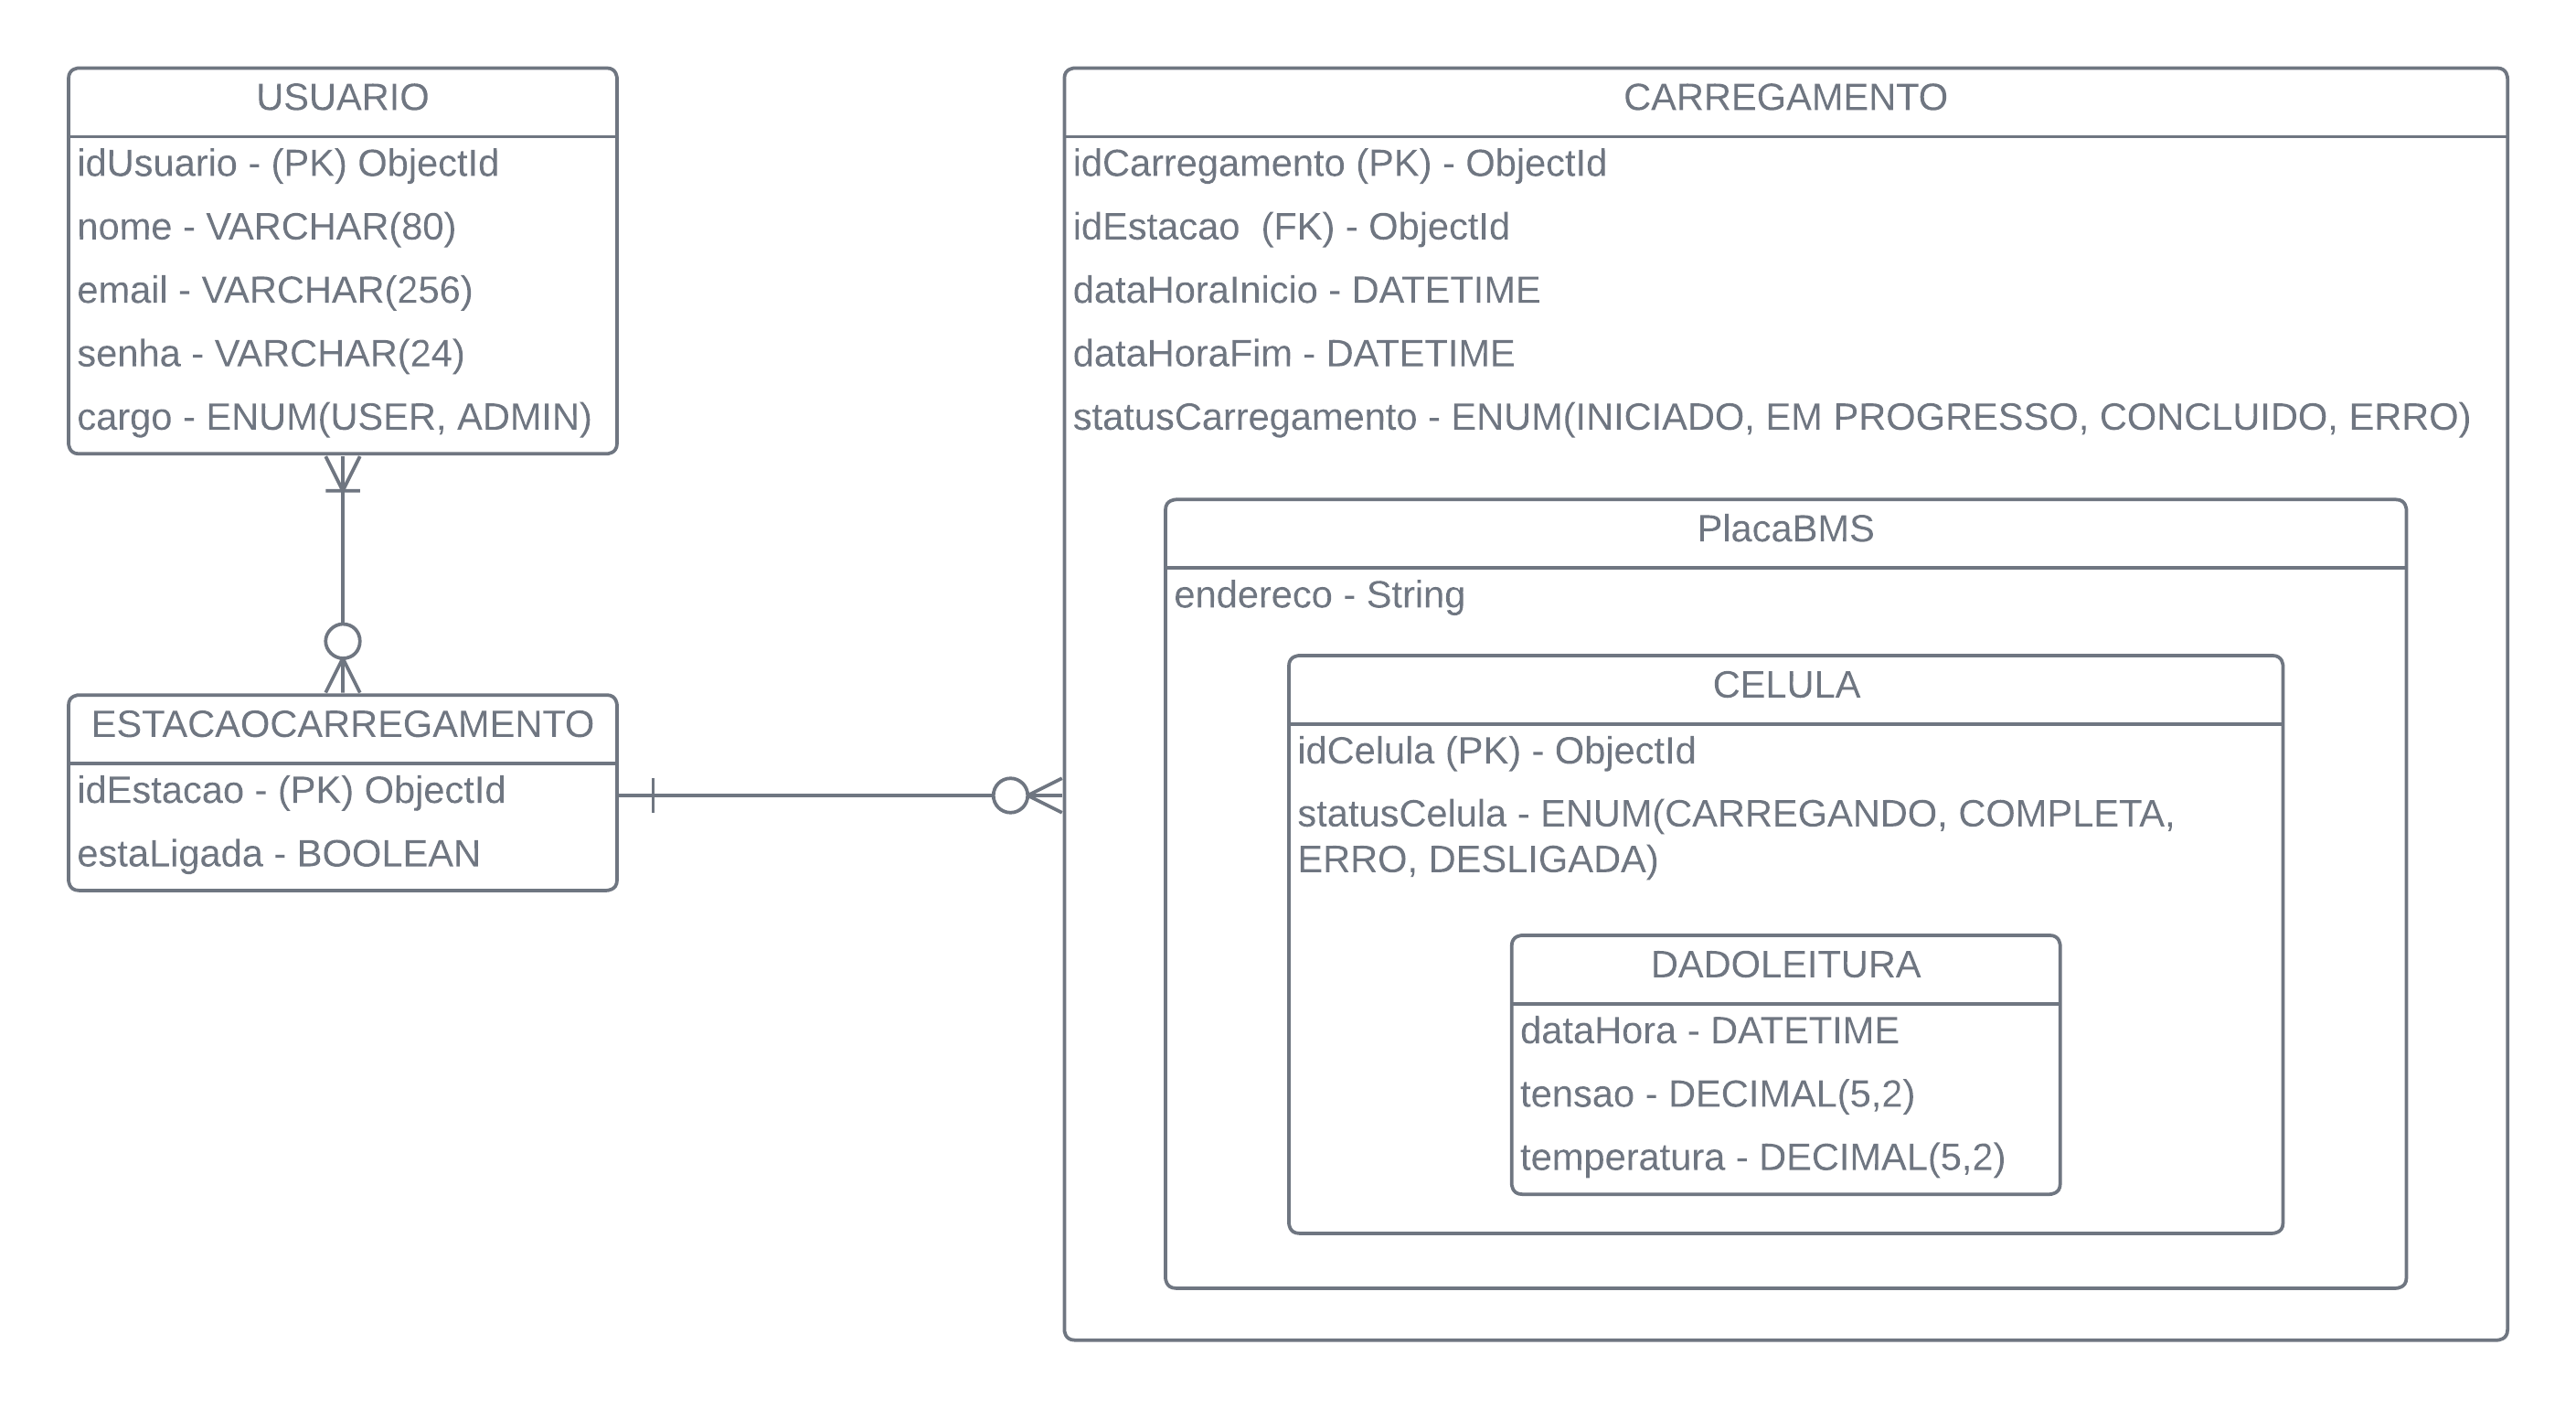 USUARIO
idUsuario - (PK) ObjectId
nome - VARCHAR(80)
email - VARCHAR(256)
senha - VARCHAR(24)
cargo - ENUM(USER, ADMIN)
ESTACAOCARREGAMENTO
idEstacao - (PK) ObjectId
estaLigada - BOOLEAN
CARREGAMENTO
idCarregamento (PK) - ObjectId
idEstacao  (FK) - ObjectId
dataHoraInicio - DATETIME
dataHoraFim - DATETIME
statusCarregamento - ENUM(INICIADO, EM PROGRESSO, CONCLUIDO, ERRO)
PlacaBMS
endereco - String
CELULA
idCelula (PK) - ObjectId
statusCelula - ENUM(CARREGANDO, COMPLETA,
ERRO, DESLIGADA)
DADOLEITURA
dataHora - DATETIME
tensao - DECIMAL(5,2)
temperatura - DECIMAL(5,2)